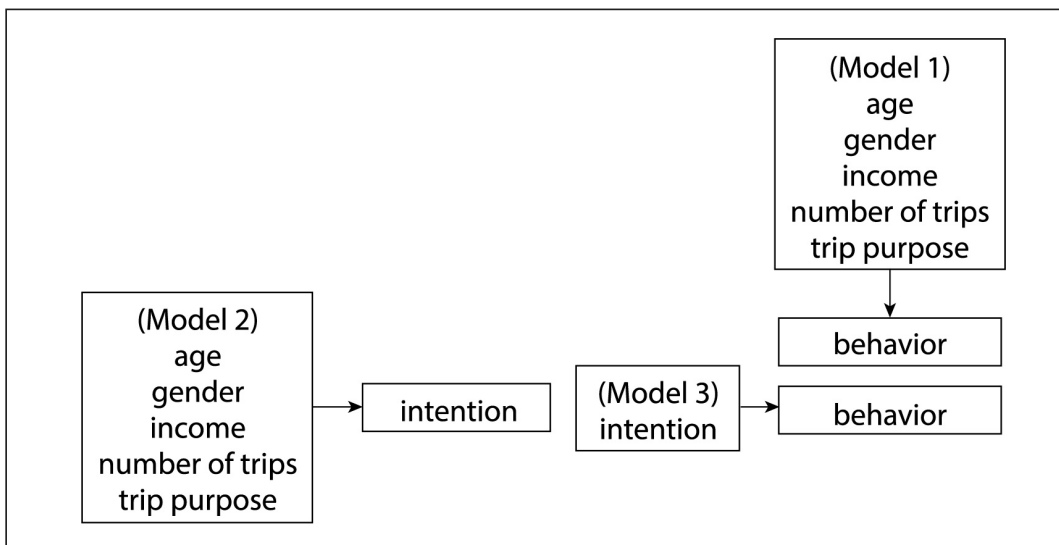 (Model 1)
age
gender
income
number of trips
trip purpose
behavior
(Model 2)
age
gender
income
number of trips
trip purpose
intention
(Model 3)
intention
behavior